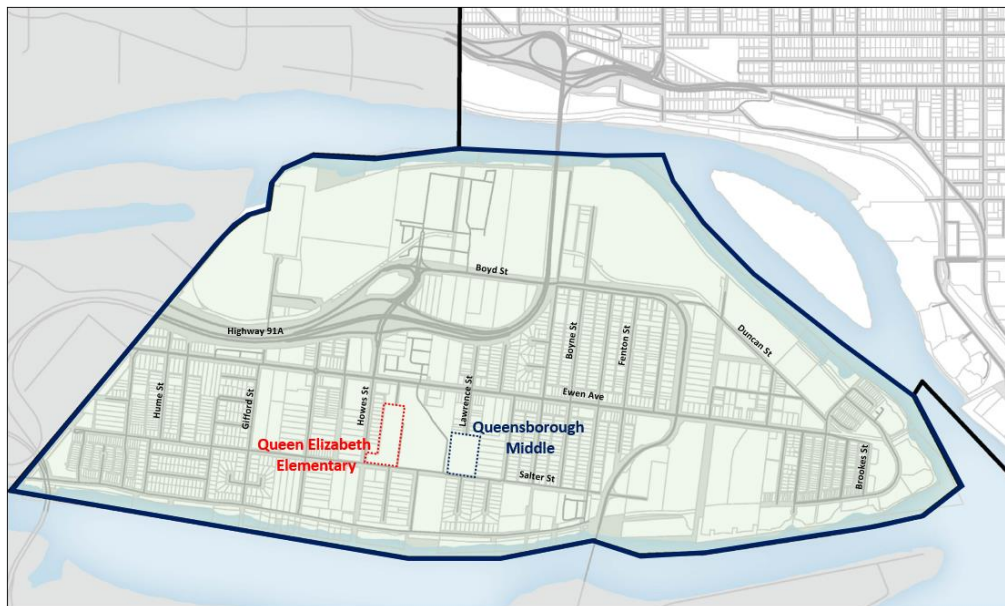 Boyd St
Highway 91A
Duncan St
Boyne St
Fenton St
Hume St
Gifford St
Howes St
Lawrence St
Ewen Ave
Queen Elizabeth
Elementary
Queensborough
Middle
Salter St
Brookes St